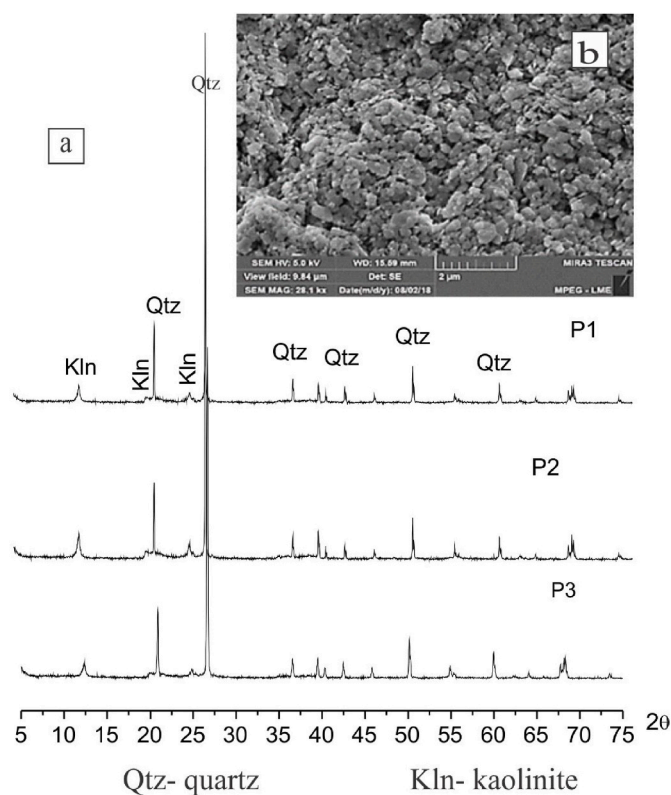 a
b
Qtz
SEM HV: 5.0 kV WD: 15.59 mm MIRA3 TESCAN
View field: 9.84 μm Det: SE 2 μm
SEM MAG: 28.1 kx Date(m/d/y): 08/02/18 MPEG - LME
Kln Kln Qtz Kln Qtz Qtz Qtz Qtz P1
P2
P3
5 10 15 20 25 30 35 40 45 50 55 60 65 70 75 2θ
Qtz- quartz Kln- kaolinite